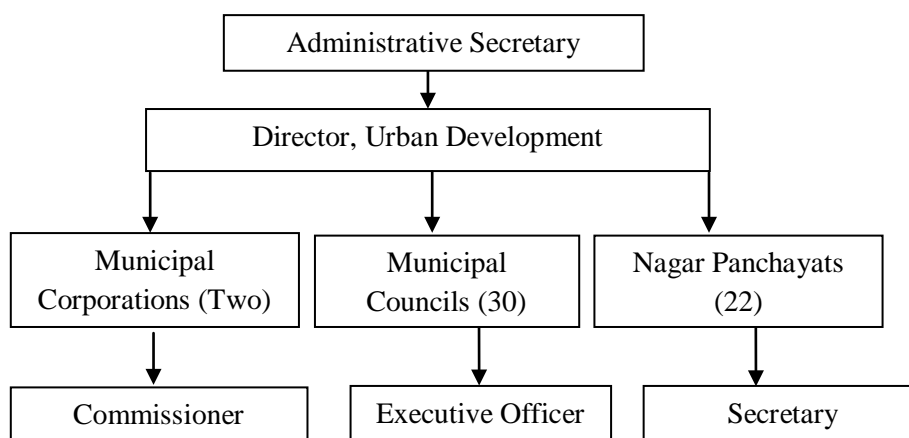 Administrative Secretary
Director, Urban Development
Municipal
Corporations (Two)
Municipal
Councils (30)
Nagar Panchayats
(22)
Commissioner
Executive Officer
Secretary